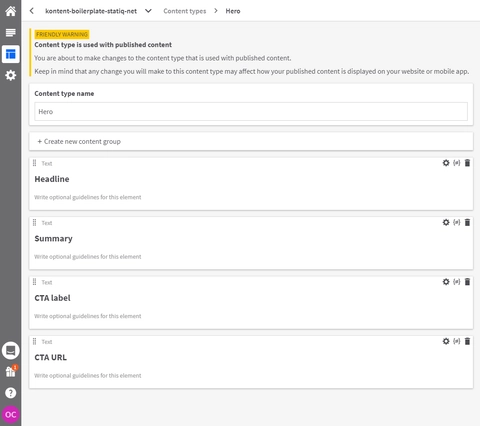 kontent-boilerplate-statiq-net Content types > Hero
FRIENDLY WARNING
Content type is used with published content
You are about to make changes to the content type that is used with published content.
Keep in mind that any change you will make to this content type may affect how your published content is displayed on your website or mobile app.
Content type name
Hero
+ Create new content group
Text {#}
Headline
Write optional guidelines for this element
Text {#}
Summary
Write optional guidelines for this element
Text {#}
CTA label
Write optional guidelines for this element
Text {#}
CTA URL
Write optional guidelines for this element
1
?
OC